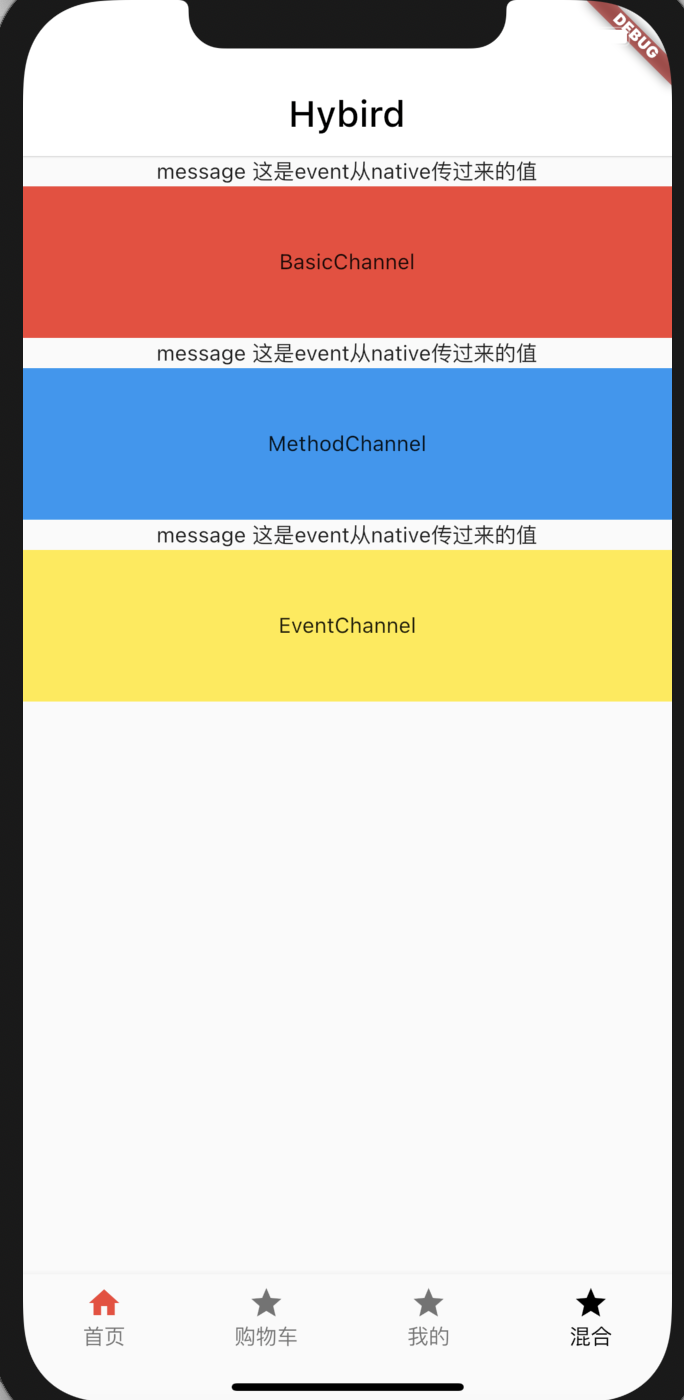 DEBUG
Hybird
message 这是event从native传过来的值
BasicChannel
message 这是event从native传过来的值
MethodChannel
message 这是event从native传过来的值
EventChannel
首页 购物车 我的 混合